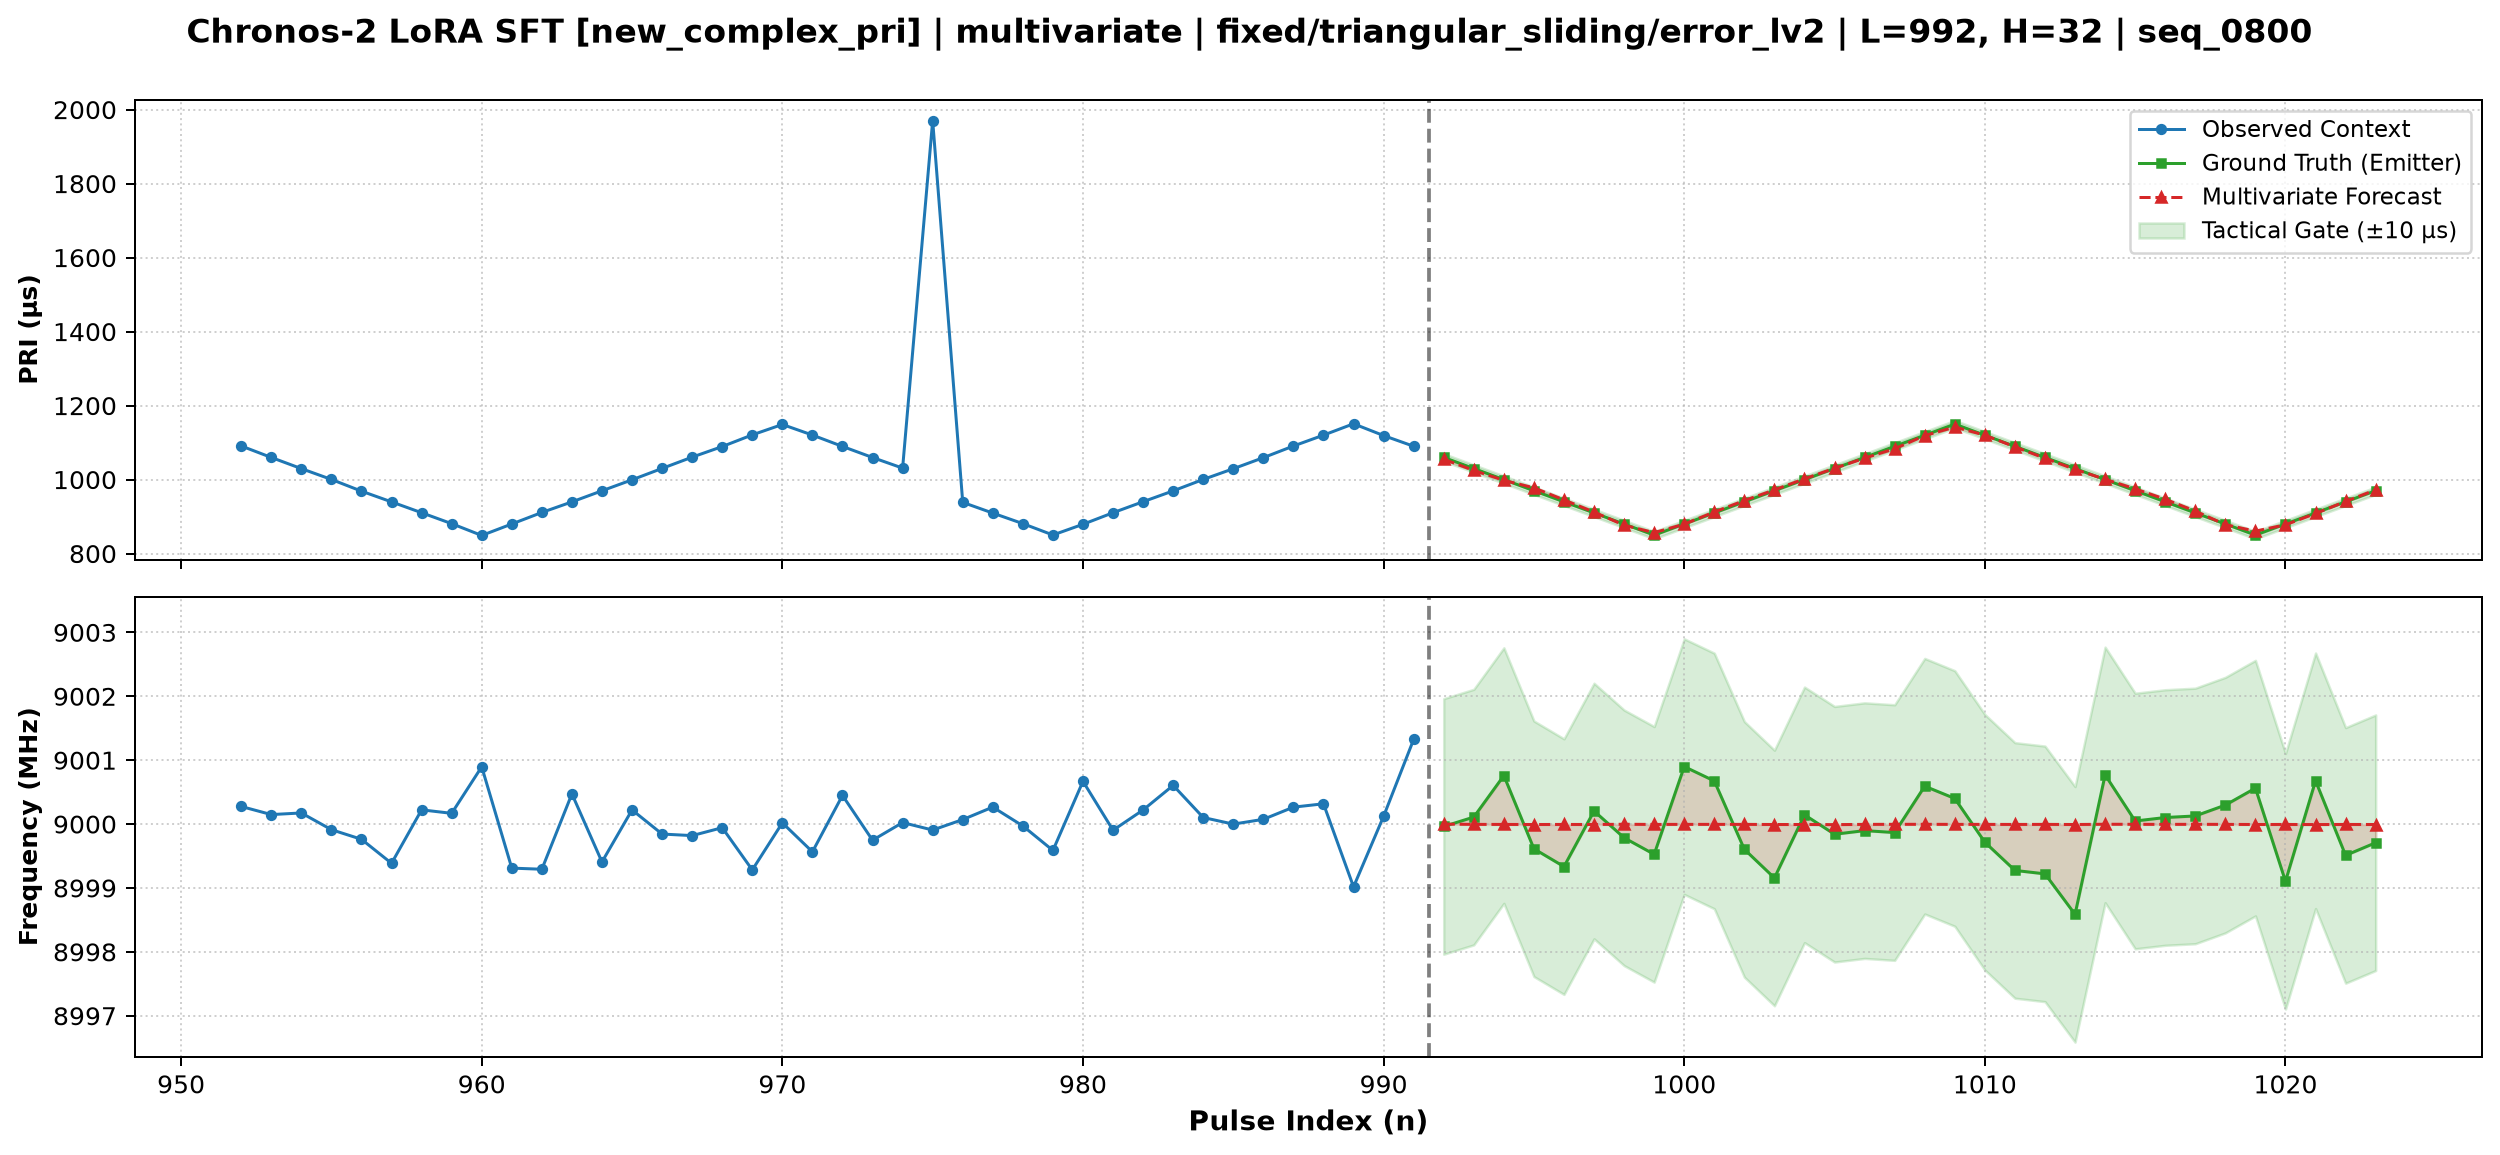 Chronos-2 LoRA SFT [new_complex_pri] | multivariate | fixed/triangular_sliding/error_lv2 | L=992, H=32 | seq_0800
2000
1800
1600
1400
1200
1000
800
PRI (µs)
Observed Context
Ground Truth (Emitter)
Multivariate Forecast
Tactical Gate (±10 µs)
9003
9002
9001
9000
8999
8998
8997
Frequency (MHz)
950 960 970 980 990 1000 1010 1020
Pulse Index (n)